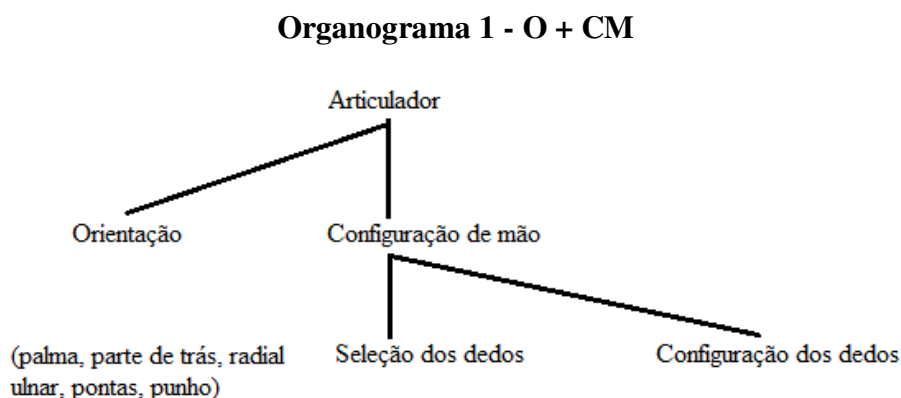 Organograma 1 - O + CM
Articulador
Orientação
Configuração de mão
(palma, parte de trás, radial
ulnar, pontas, punho)
Seleção dos dedos
Configuração dos dedos